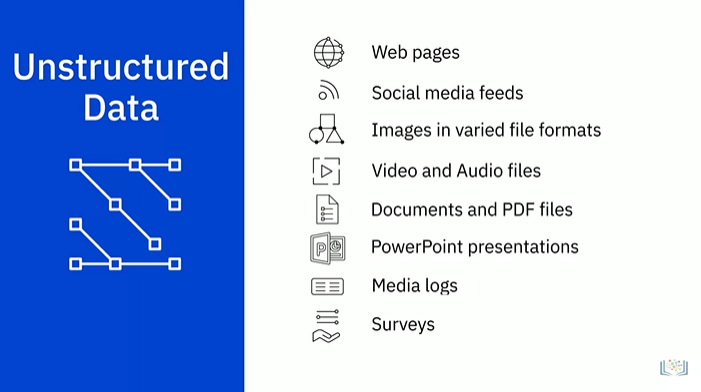 Unstructured
Data
Web pages
Social media feeds
Images in varied file formats
Video and Audio files
Documents and PDF files
P
PowerPoint presentations
Media logs
Surveys